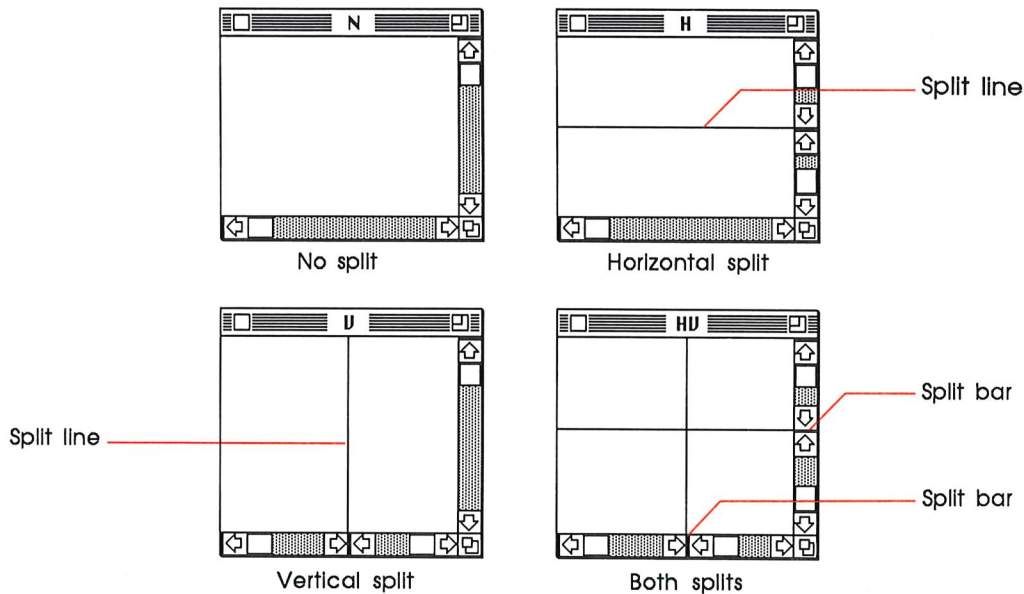 N
H
Split line
No split
Horizontal split
V
HV
Split bar
Split line
Split bar
Vertical split
Both splits